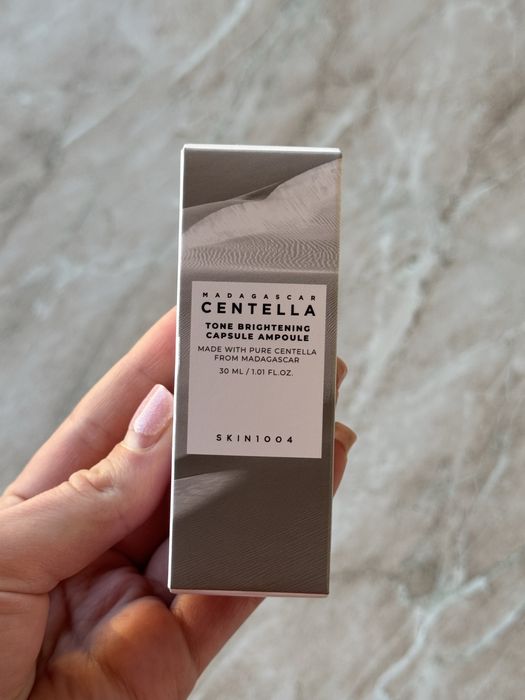 MADAGASCAR
CENTELLA
TONE BRIGHTENING
CAPSULE AMPOULE
MADE WITH PURE CENTELLA
FROM MADAGASCAR
30 ML / 1.01 FL.OZ.
SKIN1004